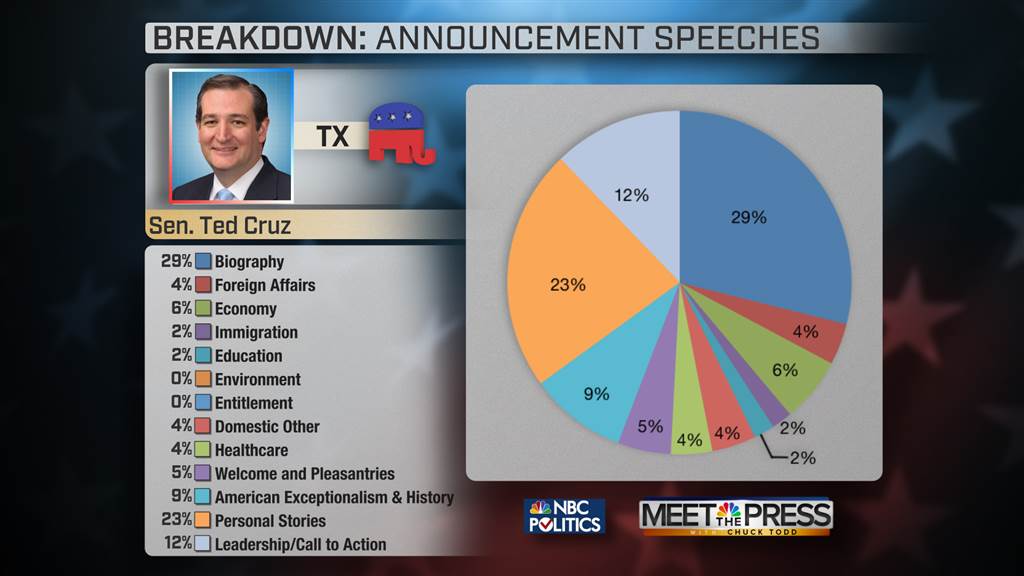 BREAKDOWN: ANNOUNCEMENT SPEECHES
TX
Sen. Ted Cruz
29% Biography
4% Foreign Affairs
6% Economy
2% Immigration
2% Education
0% Environment
0% Entitlement
4% Domestic Other
4% Healthcare
5% Welcome and Pleasantries
9% American Exceptionalism & History
23% Personal Stories
12% Leadership/Call to Action
12%
29%
23%
4%
6%
9%
5%
4%
4%
2%
2%
NBC
POLITICS
MEET THE PRESS
WITH CHUCK TODD